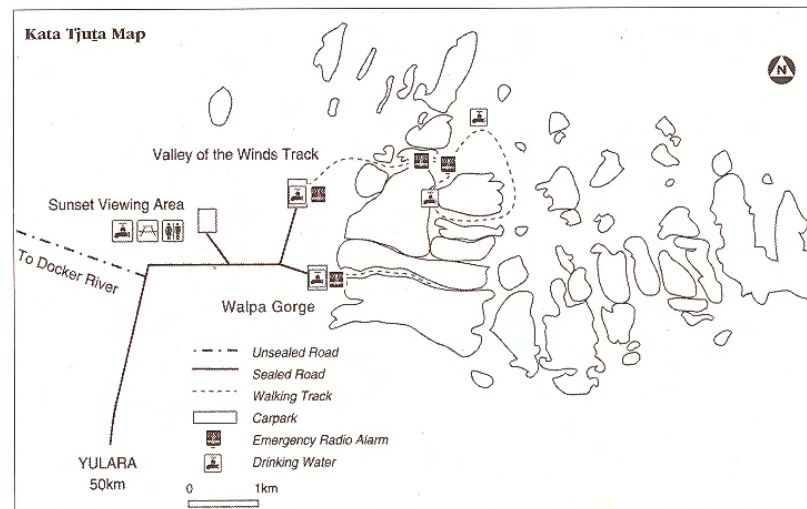 Kata Tjuṯa Map
N
Valley of the Winds Track
Sunset Viewing Area
To Docker River
Walpa Gorge
Unsealed Road
Sealed Road
Walking Track
Carpark
Emergency Radio Alarm
Drinking Water
YULARA
50km
0 1km